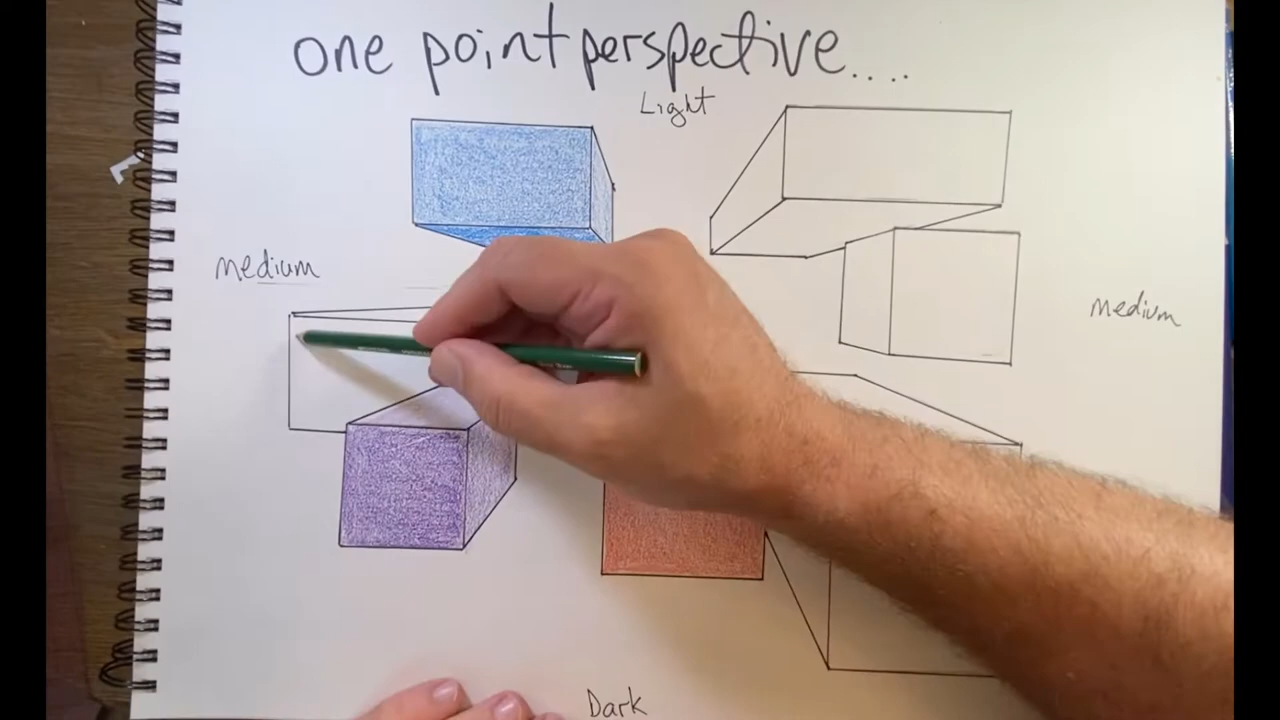 one point perspective....
Light
medium
medium
Dark